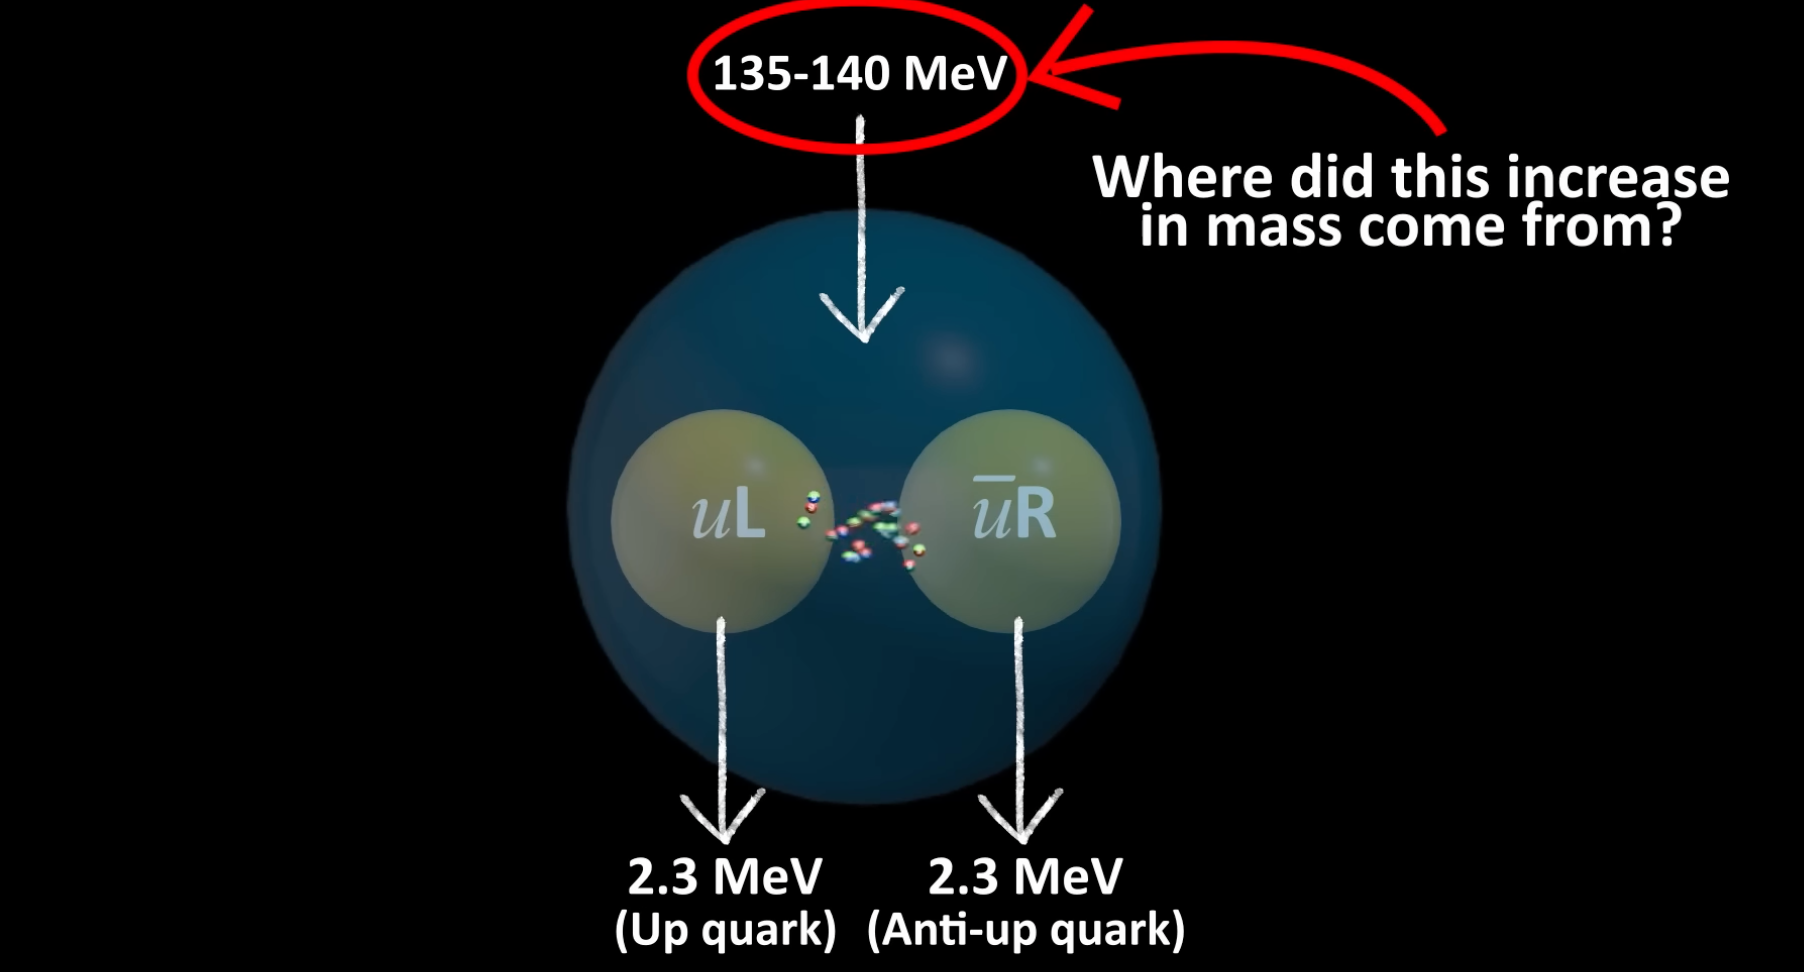 135-140 MeV
Where did this increase
in mass come from?
uL
u̅R
2.3 MeV
(Up quark)
2.3 MeV
(Anti-up quark)